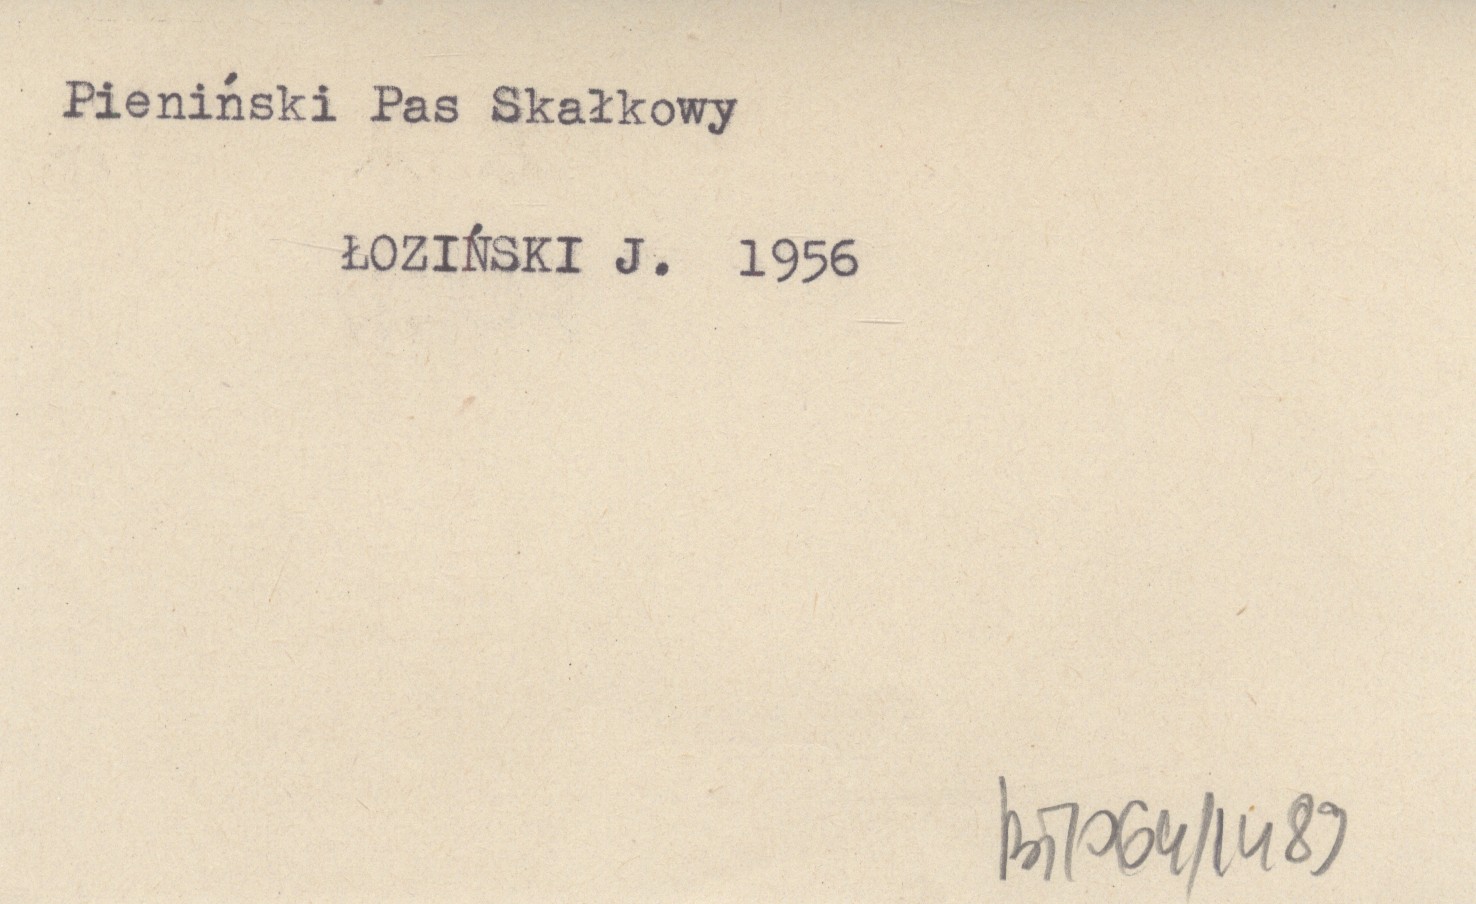 Pieniński Pas Skałkowy
ŁOZIŃSKI J. 1956